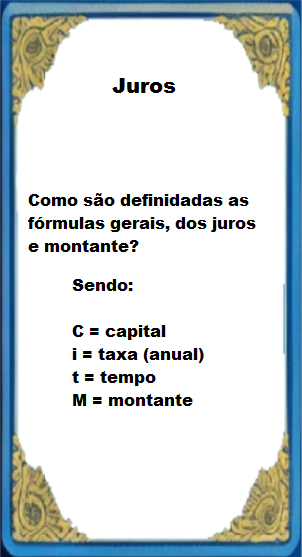 Juros
Como são definidadas as
fórmulas gerais, dos juros
e montante?
Sendo:
C = capital
i = taxa (anual)
t = tempo
M = montante